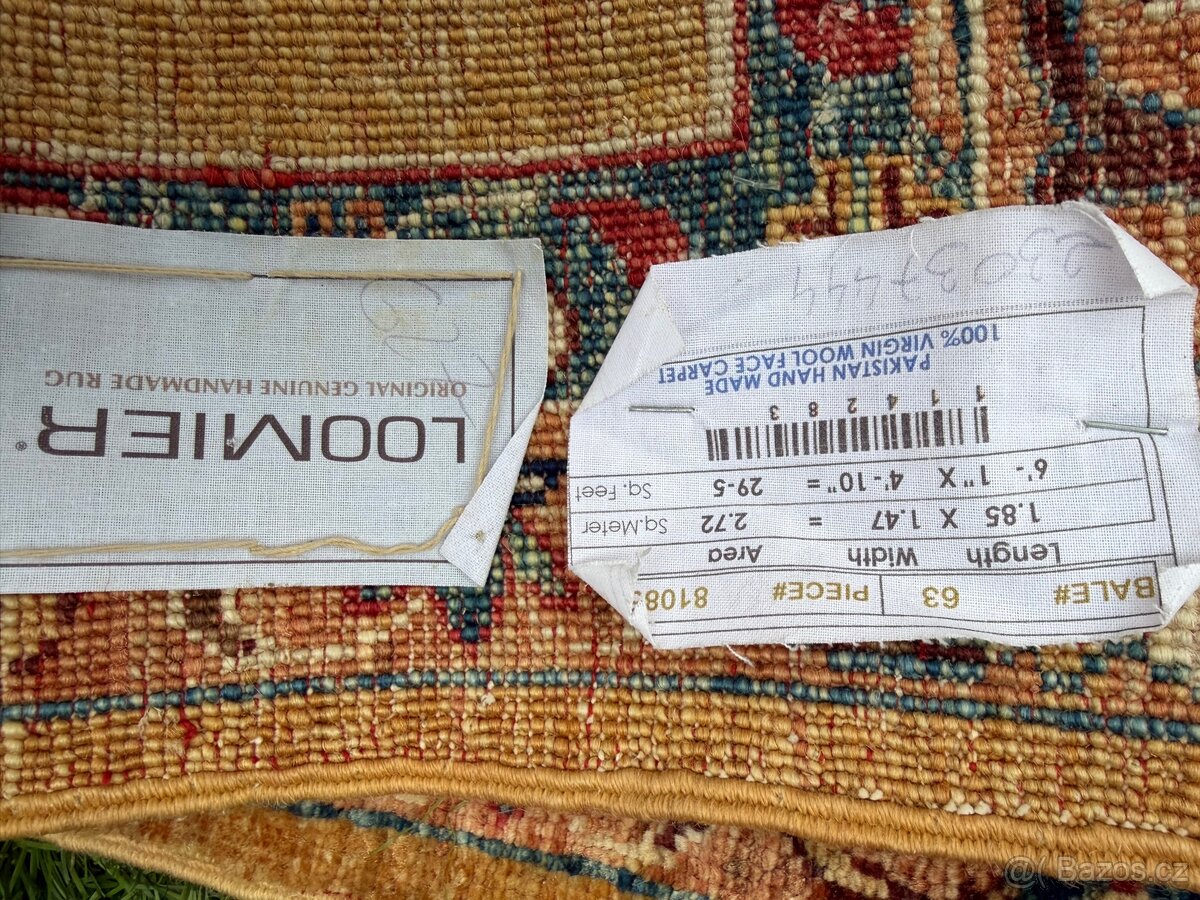 LOOMIER®
ORIGINAL GENUINE HANDMADE RUG
BALE# 63 PIECE# 8108
Length Width Area
1.85 X 1.47 = 2.72 Sq.Meter
6'- 1" X 4'-10" = 29-5 Sq. Feet
1 1 1 4 2 8 3
PAKISTAN HAND MADE
100% VIRGIN WOOL FACE CARPET
23037444
Bazos.cz